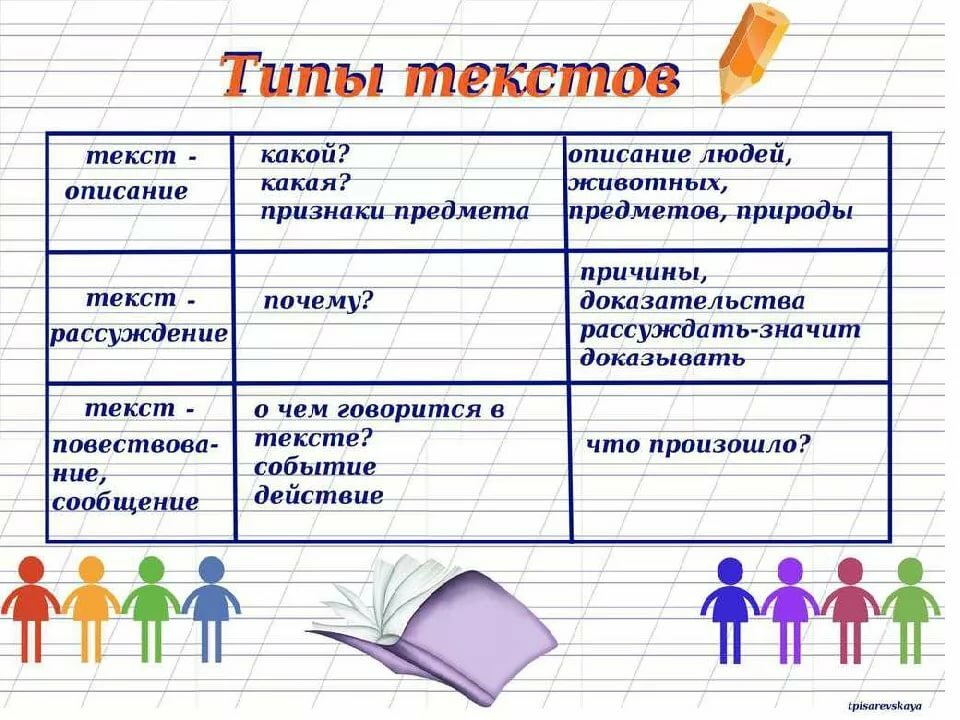 Типы текстов
текст -
описание
какой?
какая?
признаки предмета
описание людей,
животных,
предметов, природы
текст -
рассуждение
почему?
причины,
доказательства
рассуждать-значит
доказывать
текст -
повествова-
ние,
сообщение
о чем говорится в
тексте?
событие
действие
что произошло?
tpisarevskaya